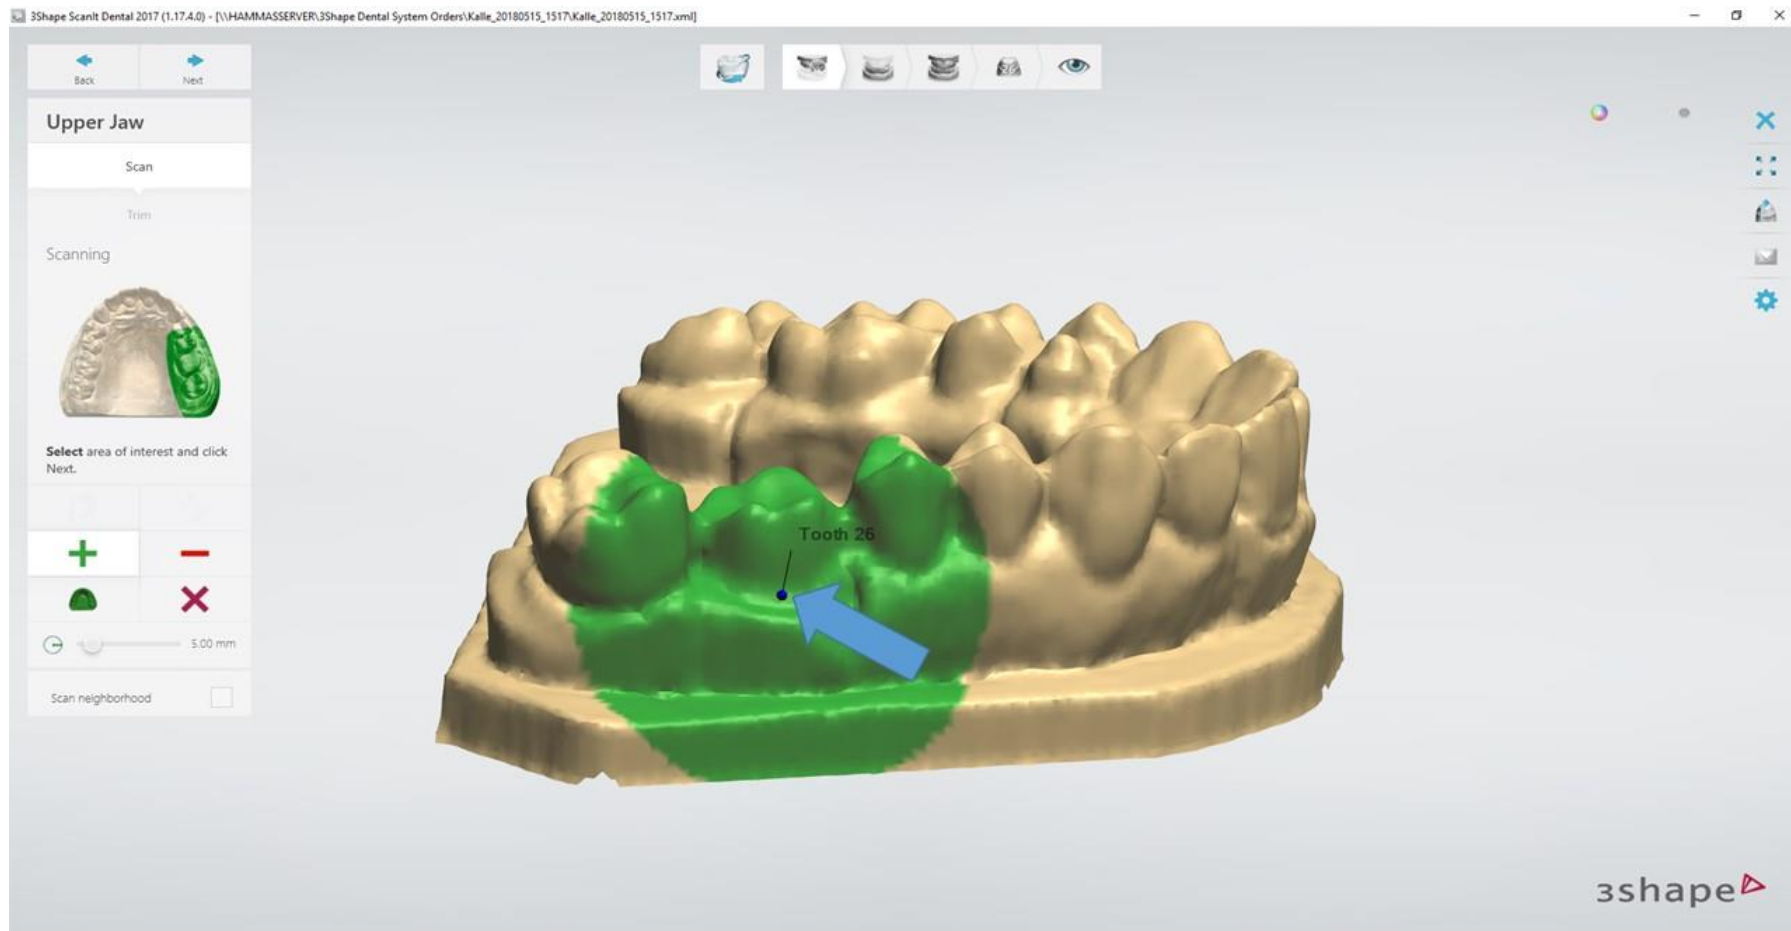 3Shape ScanIt Dental 2017 (1.17.4.0) - [\\HAMMASSERVER\3Shape Dental System Orders\Kalle_20180515_1517\Kalle_20180515_1517.xml]
Back
Next
Upper Jaw
Scan
Trim
Scanning
Select area of interest and click
Next.
5.00 mm
Scan neighborhood
Tooth 26
3shape